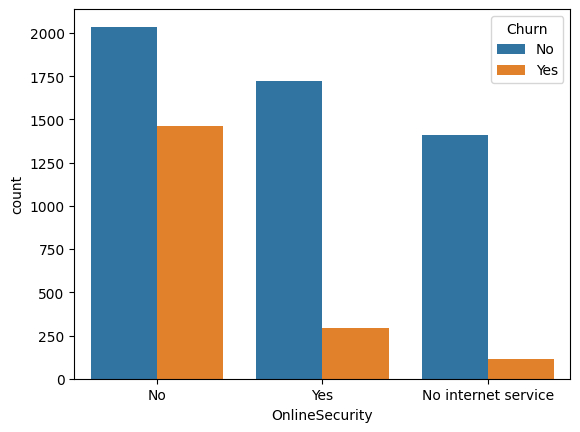 2000
1750
1500
1250
1000
750
500
250
0
count
No
Yes
No internet service
OnlineSecurity
Churn
No
Yes